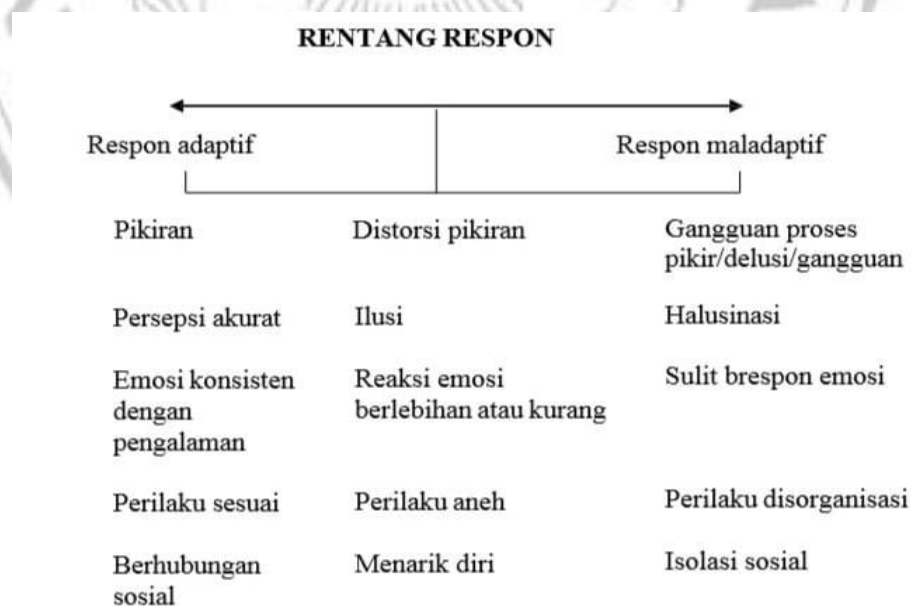 RENTANG RESPON
Respon adaptif
Respon maladaptif
Pikiran
Distorsi pikiran
Gangguan proses
pikir/delusi/gangguan
Persepsi akurat
Ilusi
Halusinasi
Emosi konsisten
dengan
pengalaman
Reaksi emosi
berlebihan atau kurang
Sulit brespon emosi
Perilaku sesuai
Perilaku aneh
Perilaku disorganisasi
Berhubungan
sosial
Menarik diri
Isolasi sosial